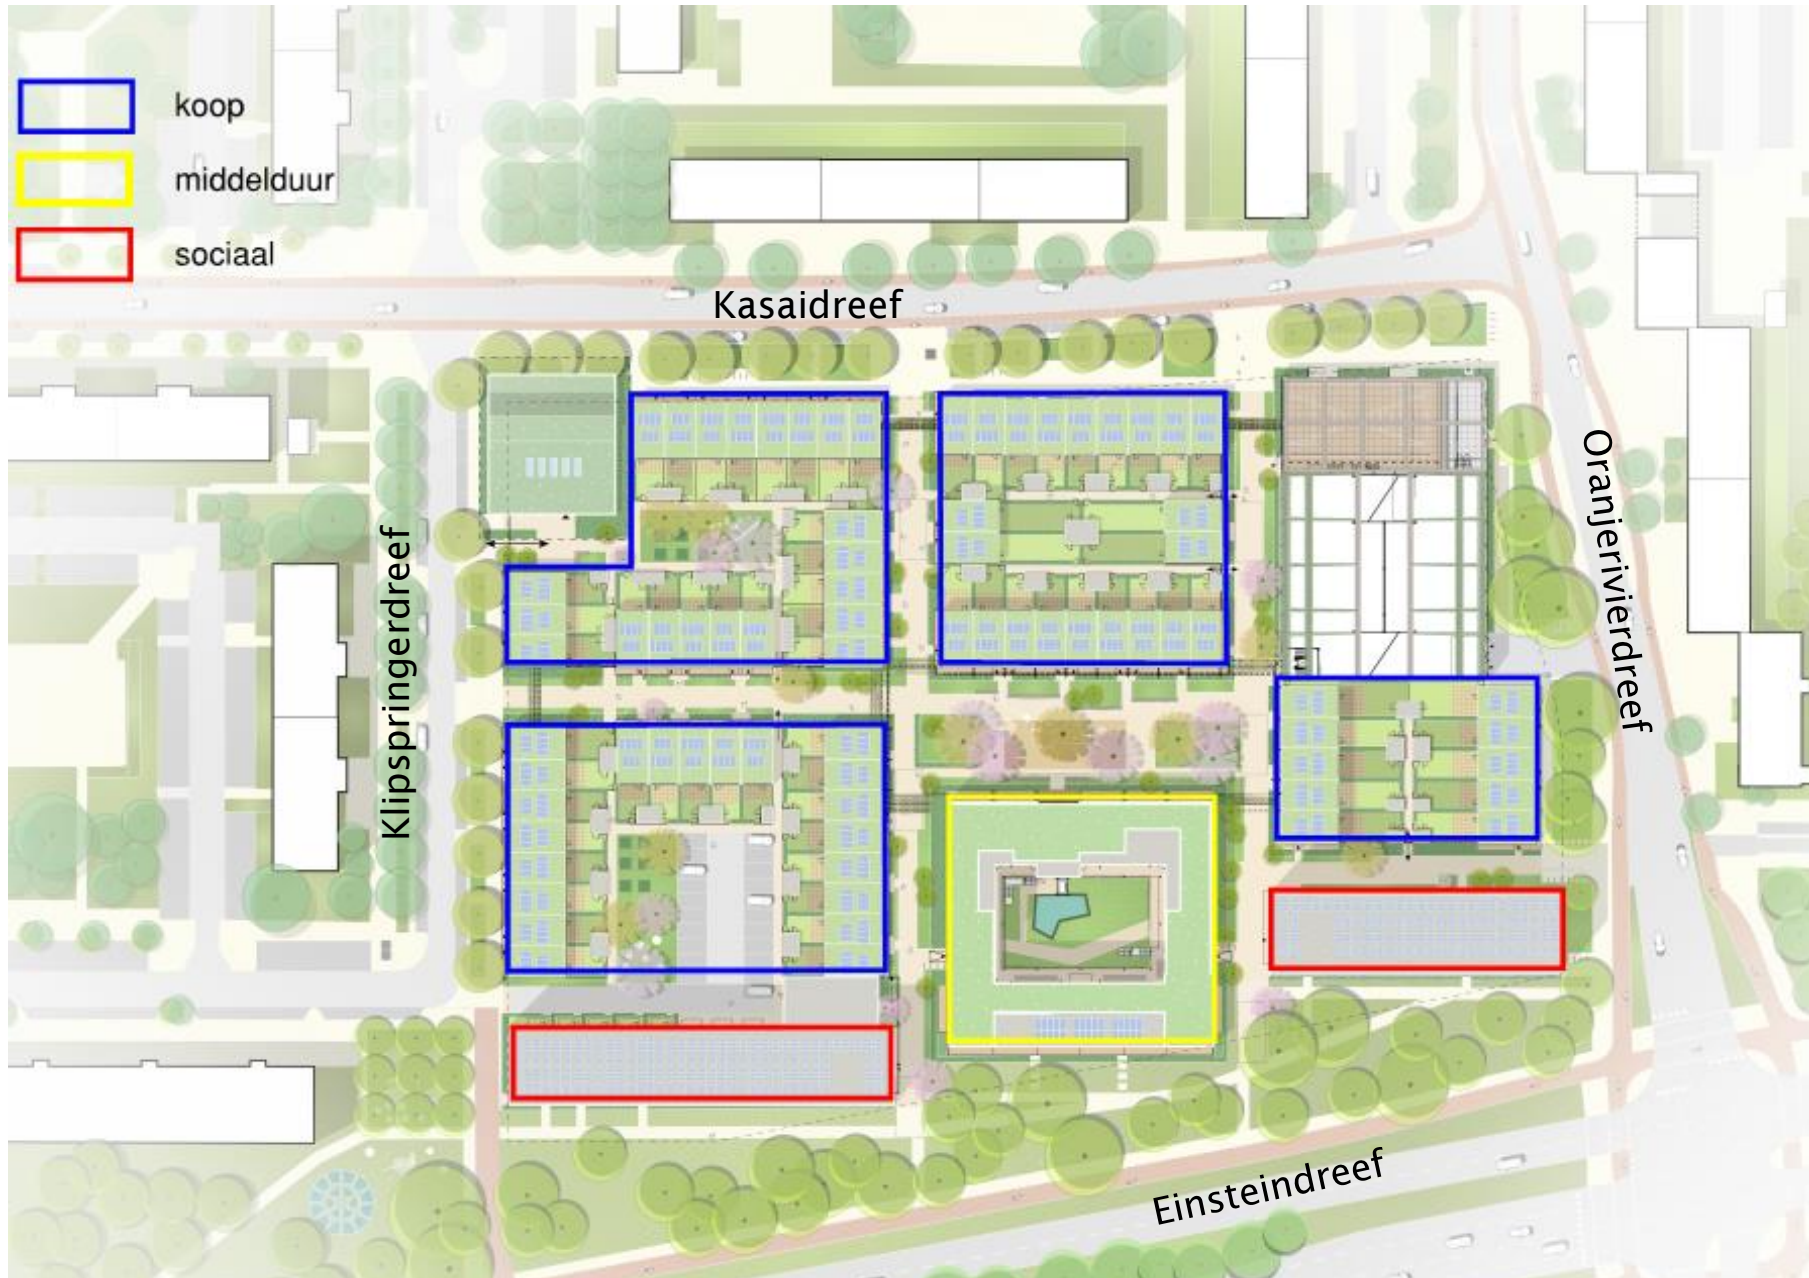 koop
middelduur
sociaal
Kasaidreef
Klipspringerdreef
Oranjerivierdreef
Einsteindreef